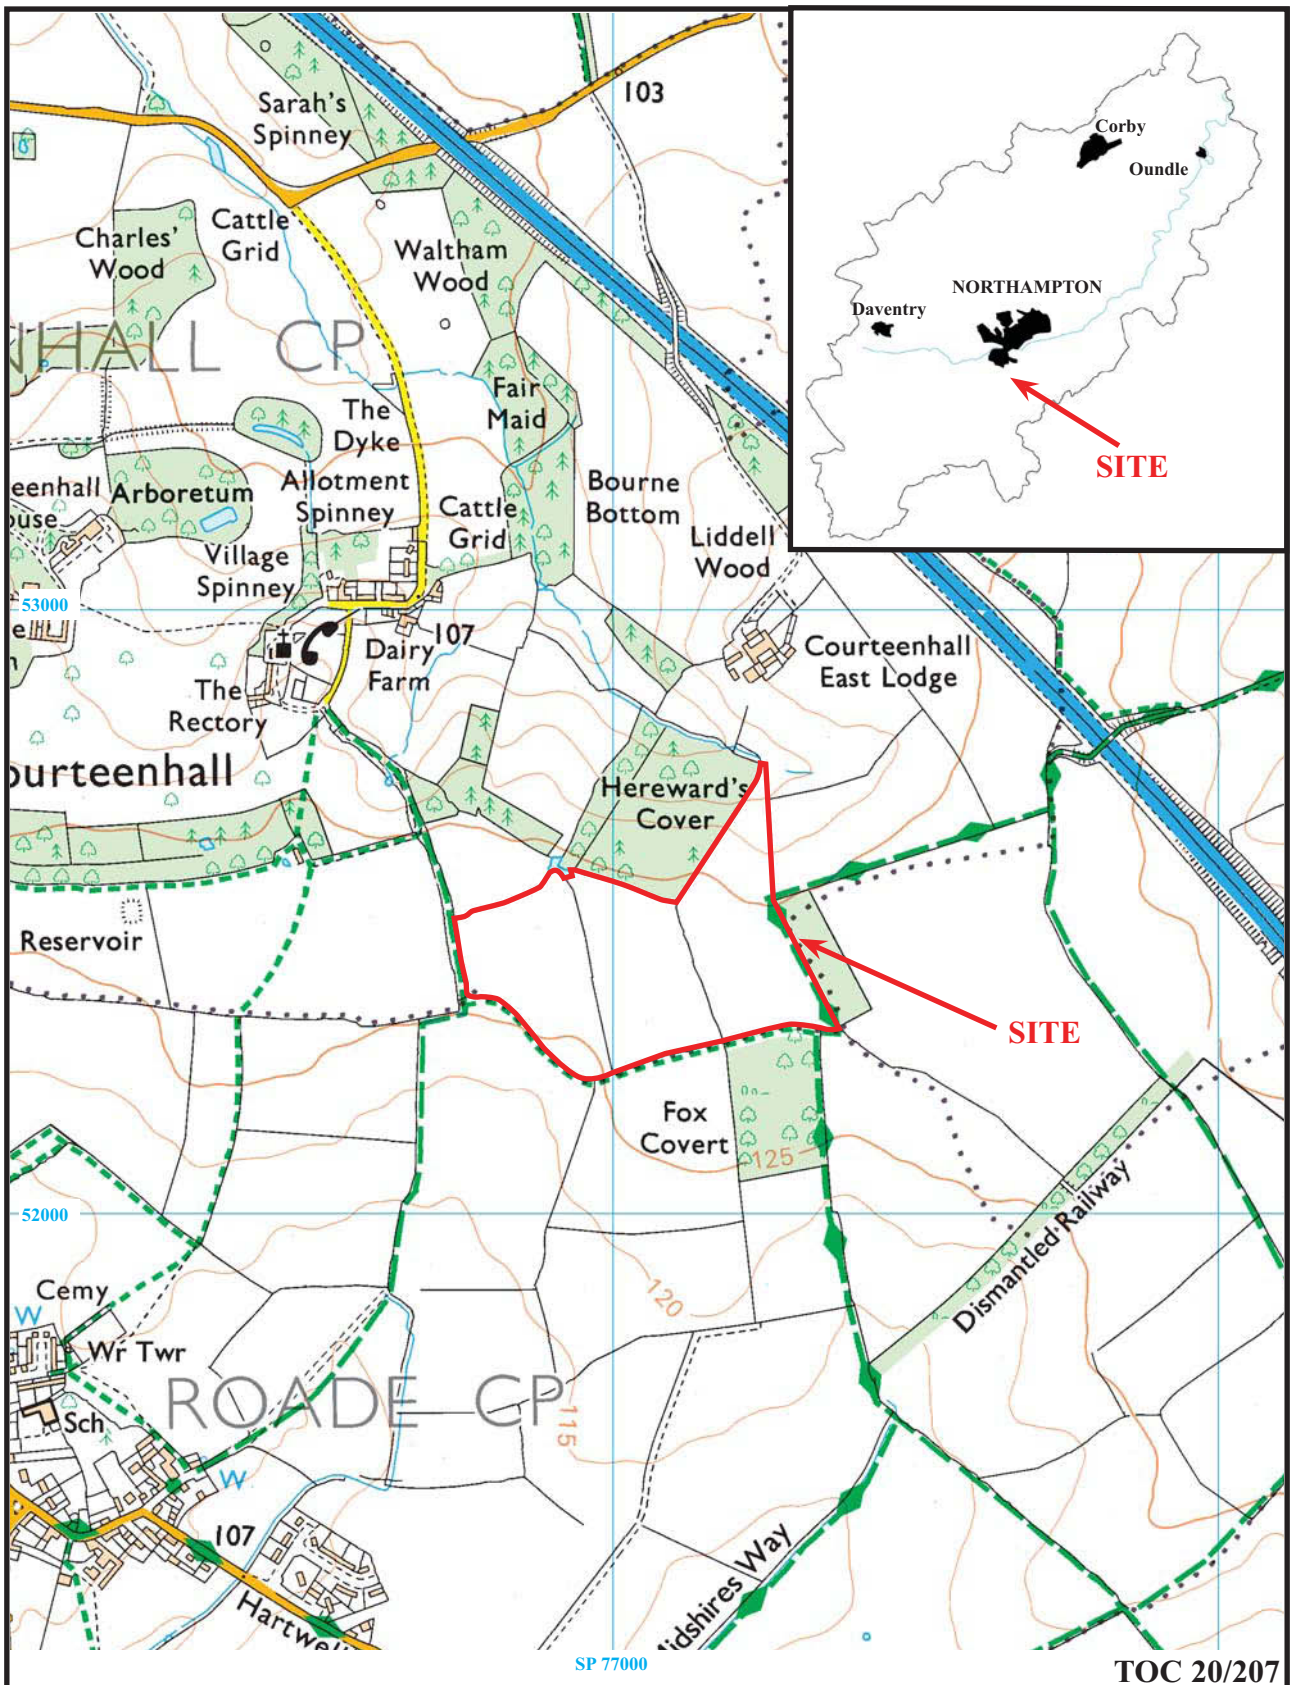 103
Sarah's
Spinney
Corby
Oundle
Cattle
Grid
Charles'
Wood
Waltham
Wood
NORTHAMPTON
Daventry
NHALL CP
SITE
Fair
Maid
The
Dyke
eenhall
ouse
Arboretum
Allotment
Spinney
Cattle
Grid
Bourne
Bottom
Liddell
Wood
Village
Spinney
53000
e
107
Dairy
Farm
Courteenhall
East Lodge
The
Rectory
ourteenhall
Hereward's
Cover
Reservoir
SITE
Fox
Covert
125
52000
Dismantled Railway
Cemy
W
120
Wr Twr
ROADE CP
Sch
115
W
107
Hartwell
Midshires Way
SP 77000
TOC 20/207